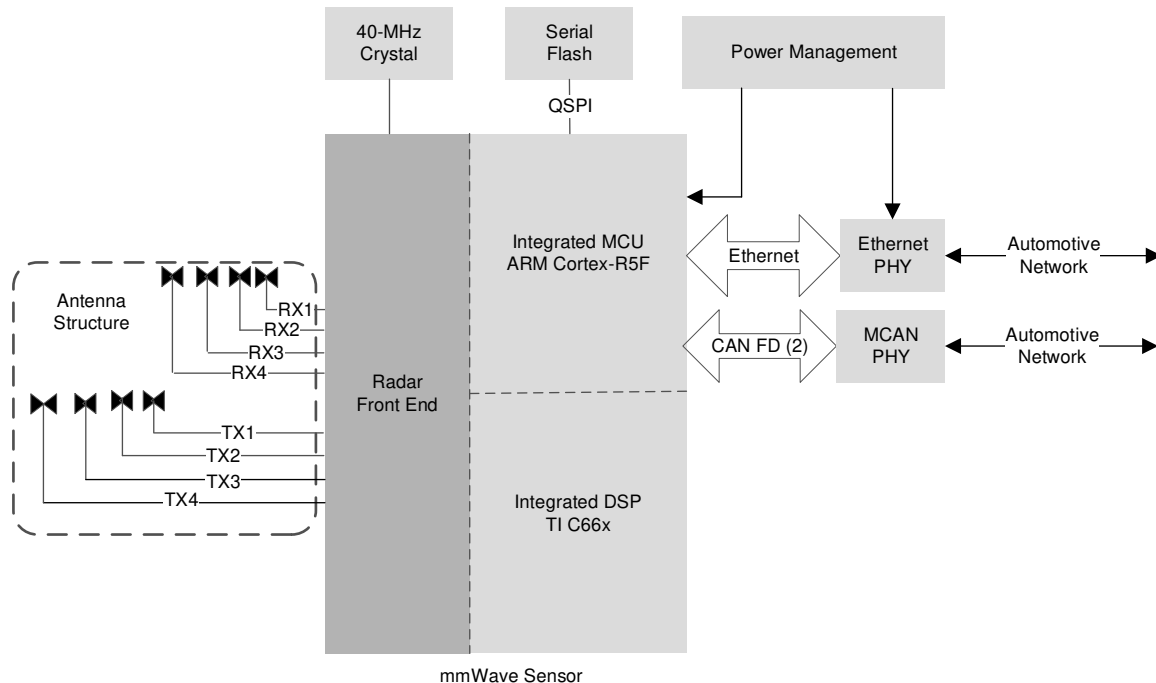 40-MHz
Crystal
Serial
Flash
Power Management
QSPI
Integrated MCU
ARM Cortex-R5F
Ethernet
Ethernet
PHY
Automotive
Network
CAN FD (2)
MCAN
PHY
Automotive
Network
Antenna
Structure
RX1
RX2
RX3
RX4
Radar
Front End
TX1
TX2
TX3
TX4
Integrated DSP
TI C66x
mmWave Sensor